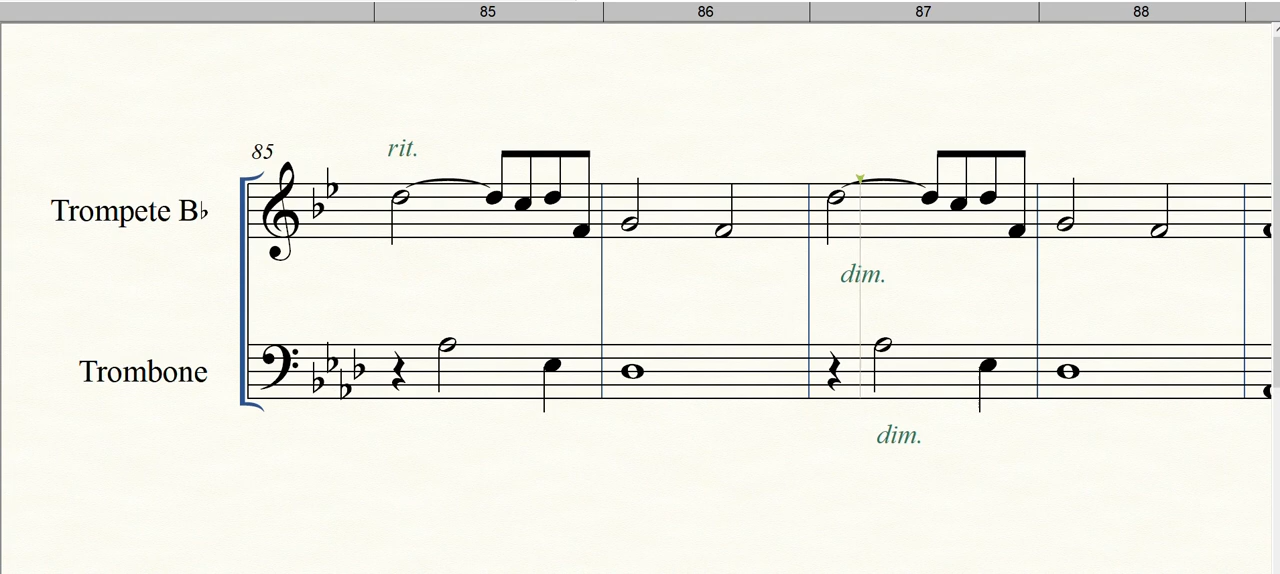 85 86 87 88
85
rit.
Trompete B♭
dim.
Trombone
dim.